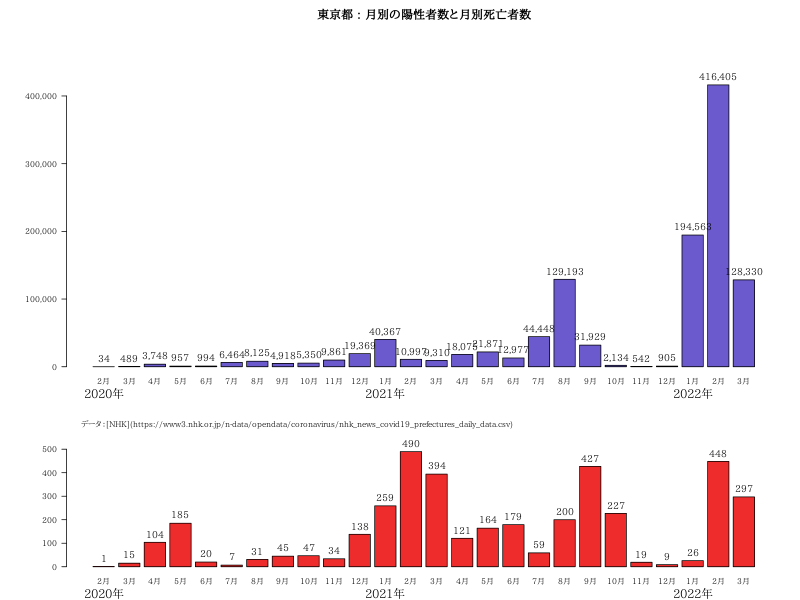 東京都：月別の陽性者数と月別死亡者数
416,405
400,000
300,000
200,000
100,000
0
194,563
128,330
129,193
44,448
40,367
31,929
34 489 3,748 957 994 6,464 8,125 4,918 5,350 9,861 19,369 10,997 9,310 18,075 21,871 12,977 2,134 542 905
2月 3月 4月 5月 6月 7月 8月 9月 10月 11月 12月 1月 2月 3月 4月 5月 6月 7月 8月 9月 10月 11月 12月 1月 2月 3月
2020年 2021年 2022年
データ：[NHK](https://www3.nhk.or.jp/n-data/opendata/coronavirus/nhk_news_covid19_prefectures_daily_data.csv)
500
400
300
200
100
0
1 15 104 185 20 7 31 45 47 34 138 259 490 394 121 164 179 59 200 427 227 19 9 26 448 297
2月 3月 4月 5月 6月 7月 8月 9月 10月 11月 12月 1月 2月 3月 4月 5月 6月 7月 8月 9月 10月 11月 12月 1月 2月 3月
2020年 2021年 2022年